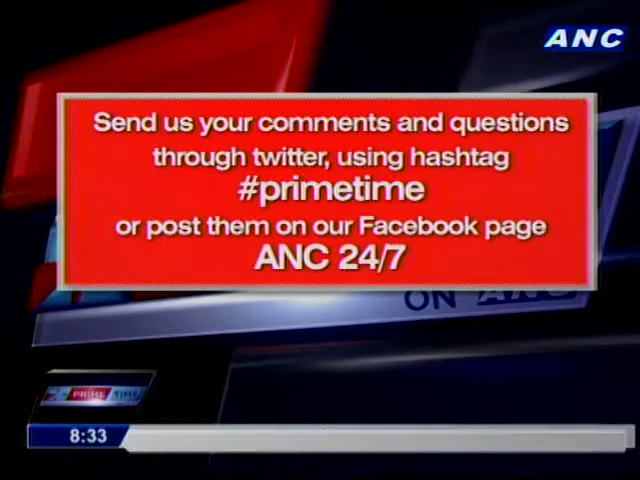 ANC
Send us your comments and questions
through twitter, using hashtag
#primetime
or post them on our Facebook page
ANC 24/7
ON ANC
PRIME TIME
8:33